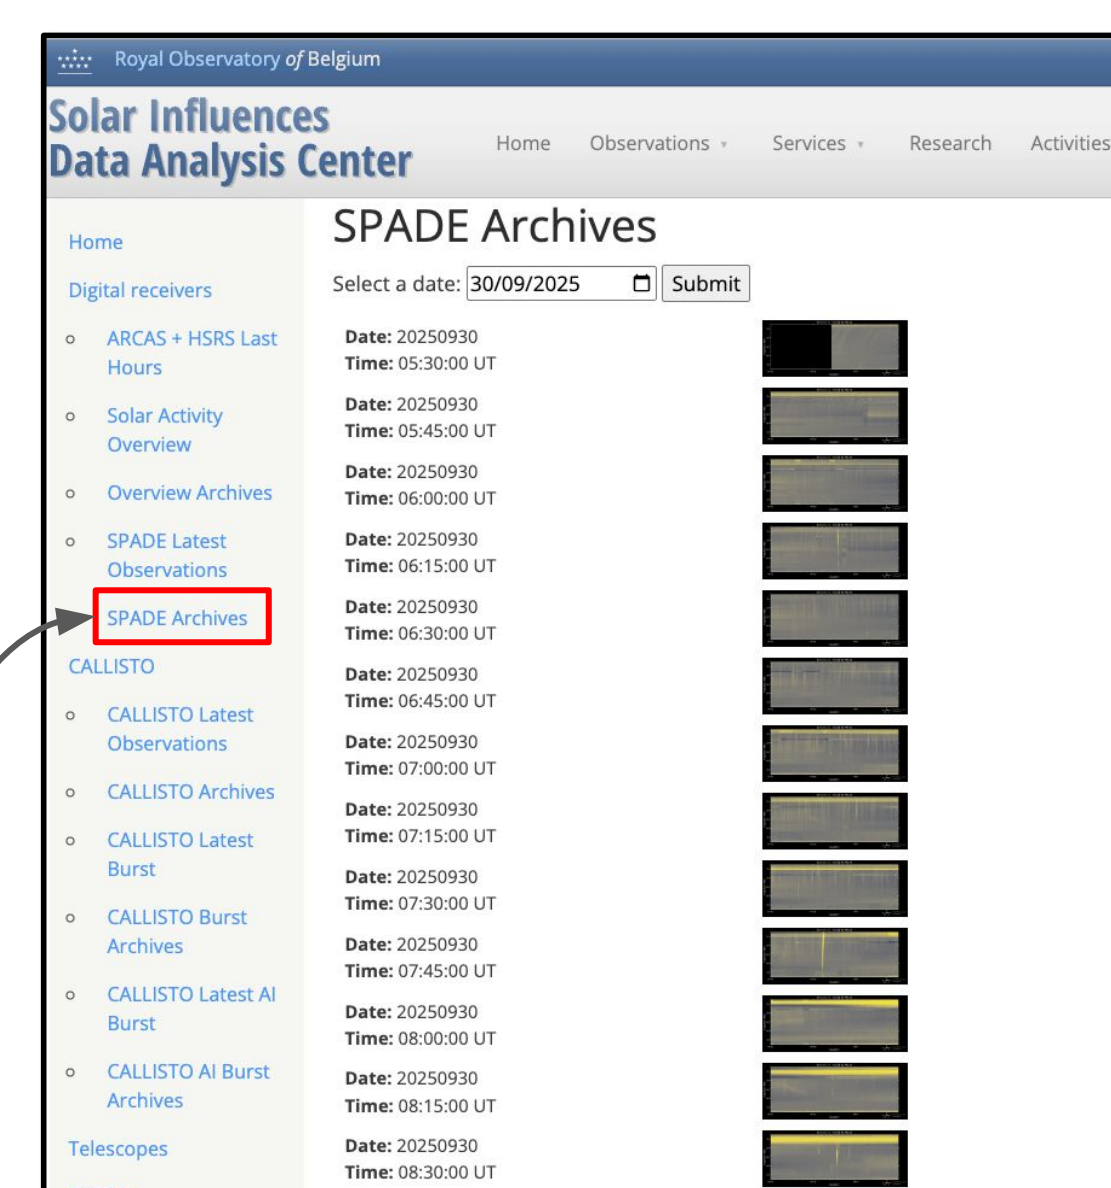 Royal Observatory of Belgium
Solar Influences
Data Analysis Center
Home Observations Services Research Activities
Home
Digital receivers
ARCAS + HSRS Last
Hours
Solar Activity
Overview
Overview Archives
SPADE Latest
Observations
SPADE Archives
CALLISTO
CALLISTO Latest
Observations
CALLISTO Archives
CALLISTO Latest
Burst
CALLISTO Burst
Archives
CALLISTO Latest AI
Burst
CALLISTO AI Burst
Archives
Telescopes
SPADE Archives
Select a date: 30/09/2025 Submit
Date: 20250930
Time: 05:30:00 UT
Date: 20250930
Time: 05:45:00 UT
Date: 20250930
Time: 06:00:00 UT
Date: 20250930
Time: 06:15:00 UT
Date: 20250930
Time: 06:30:00 UT
Date: 20250930
Time: 06:45:00 UT
Date: 20250930
Time: 07:00:00 UT
Date: 20250930
Time: 07:15:00 UT
Date: 20250930
Time: 07:30:00 UT
Date: 20250930
Time: 07:45:00 UT
Date: 20250930
Time: 08:00:00 UT
Date: 20250930
Time: 08:15:00 UT
Date: 20250930
Time: 08:30:00 UT